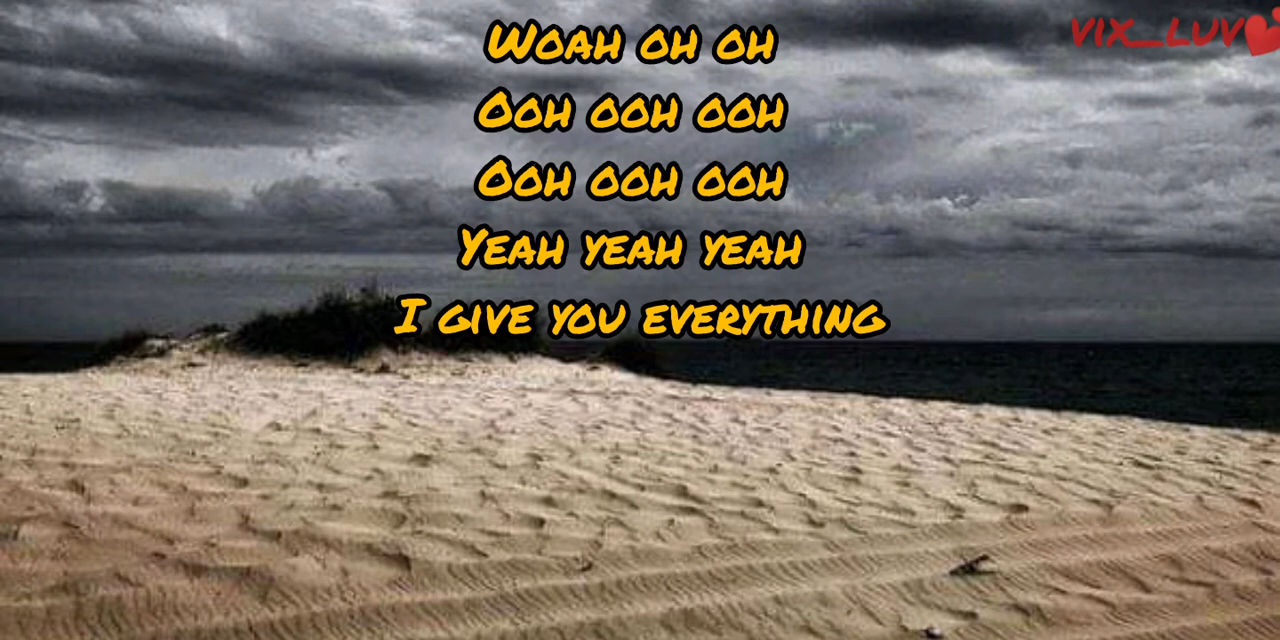 VIX_LUV❤
Woah oh oh
Ooh ooh ooh
Ooh ooh ooh
Yeah yeah yeah
I give you everything